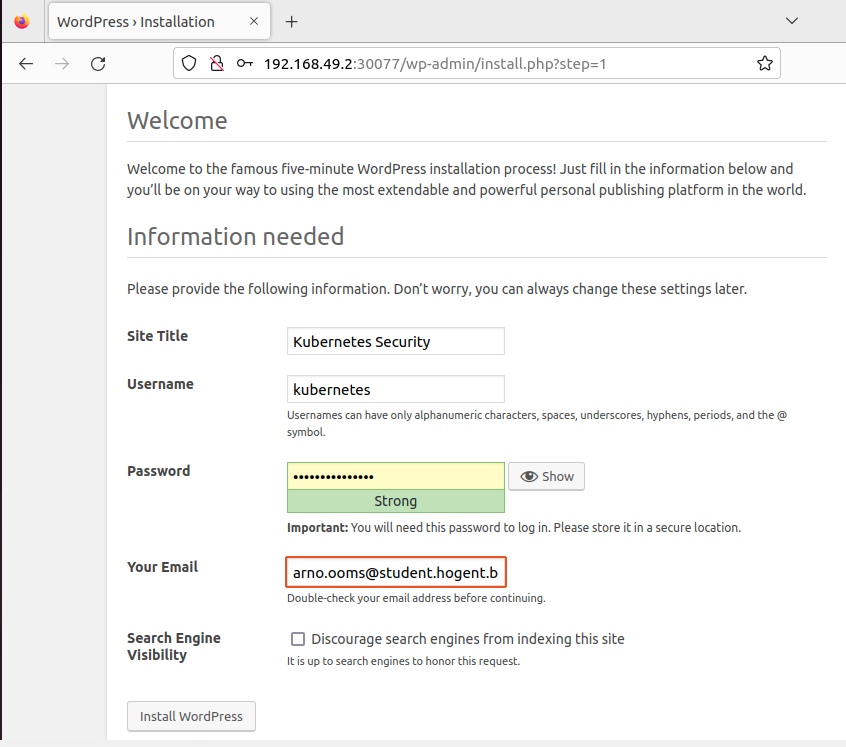 WordPress › Installation
192.168.49.2:30077/wp-admin/install.php?step=1
Welcome
Welcome to the famous five-minute WordPress installation process! Just fill in the information below and
you’ll be on your way to using the most extendable and powerful personal publishing platform in the world.
Information needed
Please provide the following information. Don’t worry, you can always change these settings later.
Site Title
Kubernetes Security
Username
kubernetes
Usernames can have only alphanumeric characters, spaces, underscores, hyphens, periods, and the @
symbol.
Password
•••••••••••••••
Show
Strong
Important: You will need this password to log in. Please store it in a secure location.
Your Email
arno.ooms@student.hogent.b
Double-check your email address before continuing.
Search Engine
Visibility
Discourage search engines from indexing this site
It is up to search engines to honor this request.
Install WordPress